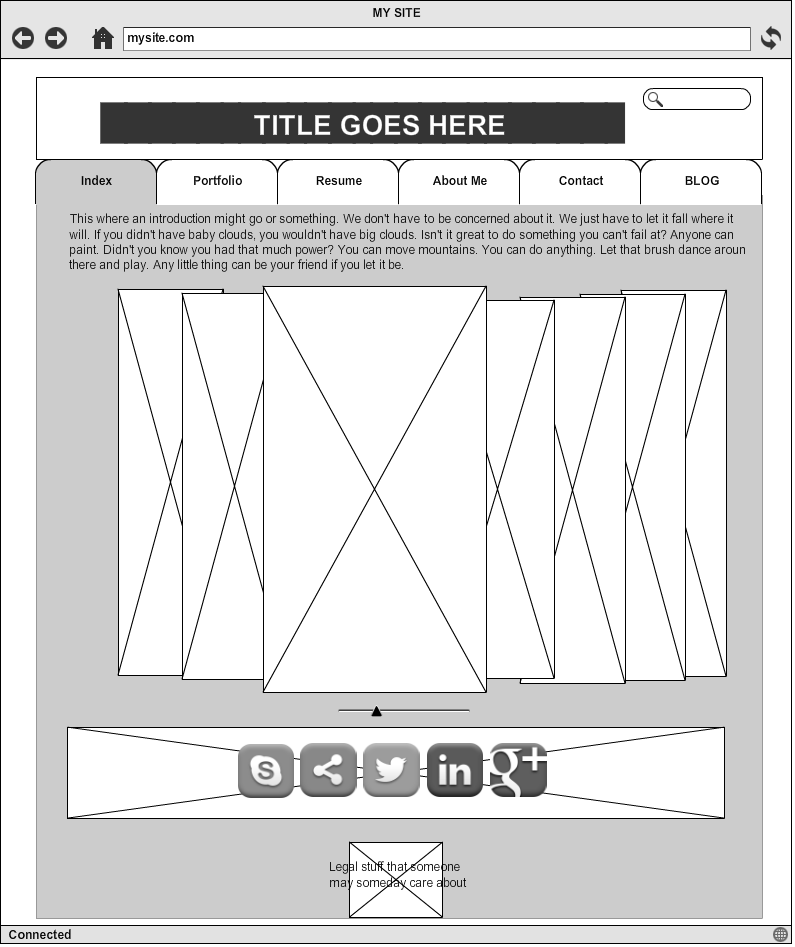 MY SITE
mysite.com
TITLE GOES HERE
Index
Portfolio
Resume
About Me
Contact
BLOG
This where an introduction might go or something. We don't have to be concerned about it. We just have to let it fall where it
will. If you didn't have baby clouds, you wouldn't have big clouds. Isn't it great to do something you can't fail at? Anyone can
paint. Didn't you know you had that much power? You can move mountains. You can do anything. Let that brush dance aroun
there and play. Any little thing can be your friend if you let it be.
S
in
g+
Legal stuff that someone
may someday care about
Connected